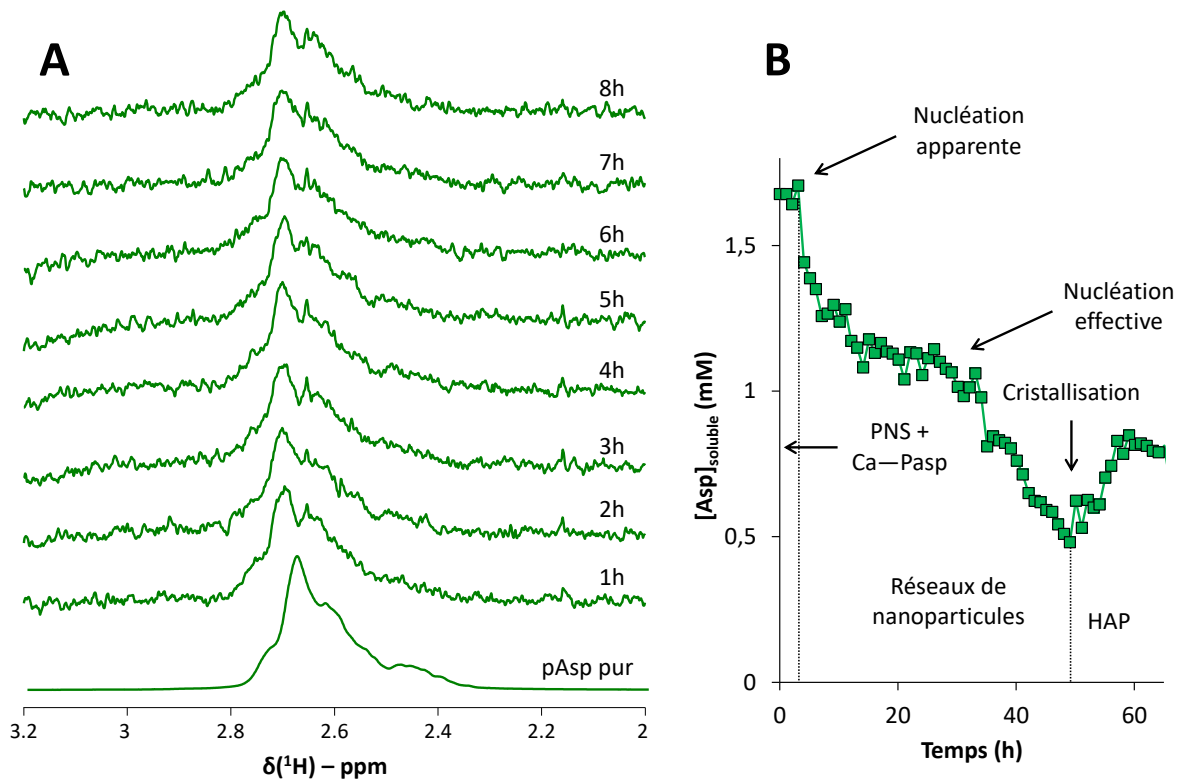 A
8h
7h
6h
5h
4h
3h
2h
1h
pAsp pur
3.2 3 2.8 2.6 2.4 2.2 2
δ(¹H) – ppm
B
Nucléation
apparente
1,5
Nucléation
effective
1
Cristallisation
PNS +
Ca—Pasp
[Asp]soluble (mM)
0,5
Réseaux de
nanoparticules
HAP
0
0 20 40 60
Temps (h)